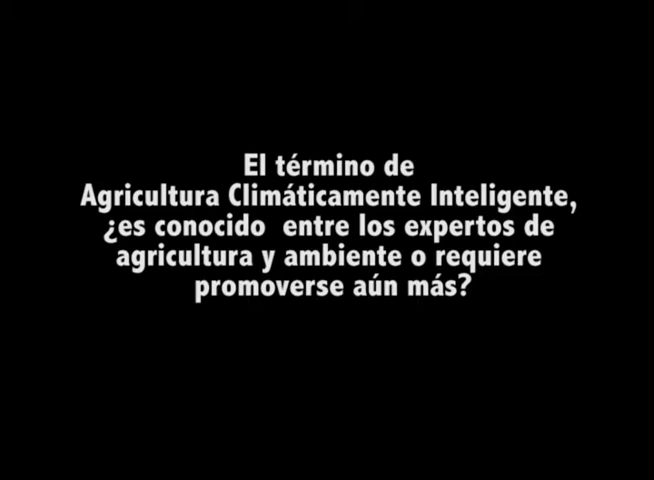 El término de
Agricultura Climáticamente Inteligente,
¿es conocido  entre los expertos de
agricultura y ambiente o requiere
promoverse aún más?